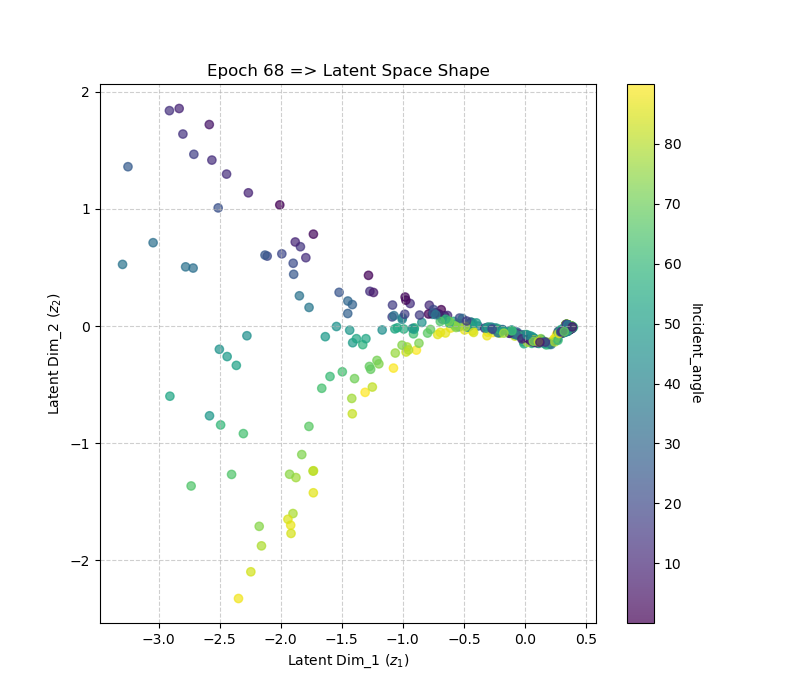 Epoch 68 => Latent Space Shape
2
1
0
−1
−2
Latent Dim_2 (z₂)
−3.0 −2.5 −2.0 −1.5 −1.0 −0.5 0.0 0.5
Latent Dim_1 (z₁)
80
70
60
50
40
30
20
10
Incident_angle